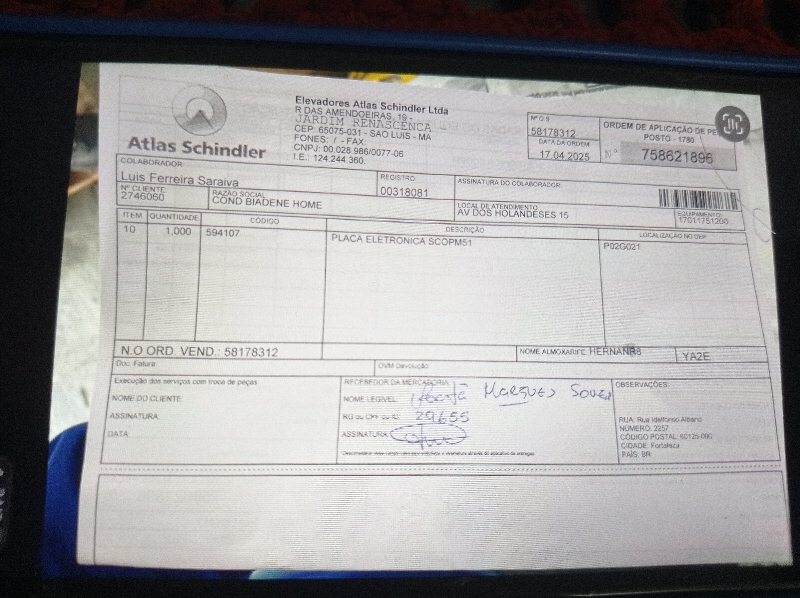 Atlas Schindler
Elevadores Atlas Schindler Ltda
R DAS AMENDOEIRAS, 19 -
JARDIM RENASCENCA
CEP: 65075-031 - SAO LUIS - MA
FONES: / - FAX:
CNPJ: 00.028.986/0077-06
I.E.: 124.244.360.
Nº O.S
58178312
DATA DA ORDEM
17.04.2025
ORDEM DE APLICAÇÃO DE
POSTO - 1780
Nº 758621896
COLABORADOR:
Luis Ferreira Saraiva
REGISTRO
00318081
ASSINATURA DO COLABORADOR
Nº CLIENTE:
2746060
RAZÃO SOCIAL
COND BIADENE HOME
LOCAL DE ATENDIMENTO
AV DOS HOLANDESES 15
EQUIPAMENTO:
17011751200
ITEM QUANTIDADE CÓDIGO DESCRIÇÃO LOCALIZAÇÃO NO DEP.
10 1,000 594107 PLACA ELETRONICA SCOPM51 P02G021
N.O ORD. VEND.: 58178312
NOME ALMOXARIFE: YA2E
Doc. Fatura: OVM Devolução
Execução dos serviços com troca de peças
NOME DO CLIENTE:
ASSINATURA:
DATA:
RECEBEDOR DA MERCADORIA:
NOME LEGÍVEL: Marques
RG ou CPF ou ID: 29655
ASSINATURA:
OBSERVAÇÕES:
RUA: Rua Ildefonso Albano
NÚMERO: 2257
CÓDIGO POSTAL: 60125-000
CIDADE: Fortaleza
PAÍS: BR